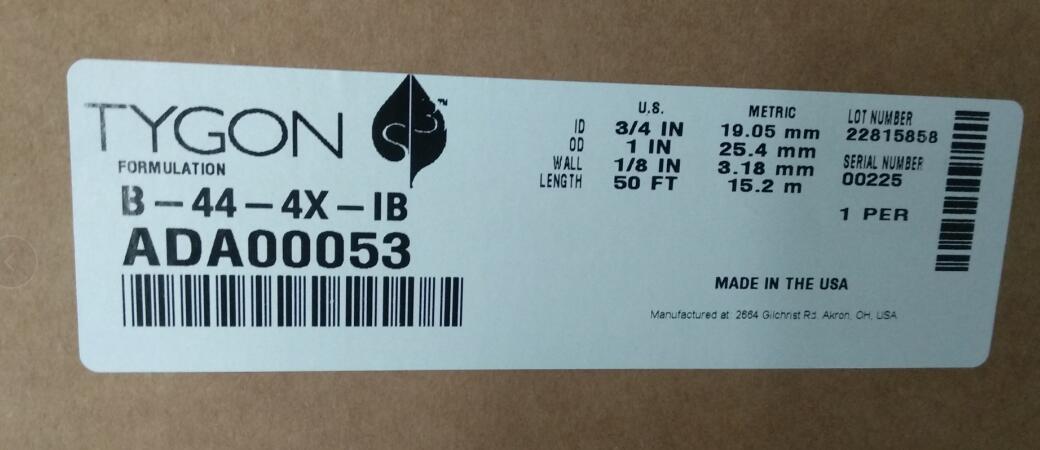 TYGON S3B™
FORMULATION
B-44-4X-IB
ADA00053
U.S. METRIC
ID 3/4 IN 19.05 mm
OD 1 IN 25.4 mm
WALL 1/8 IN 3.18 mm
LENGTH 50 FT 15.2 m
LOT NUMBER
22815858
SERIAL NUMBER
00225
1 PER
MADE IN THE USA
Manufactured at: 2664 Gilchrist Rd. Akron, OH, USA